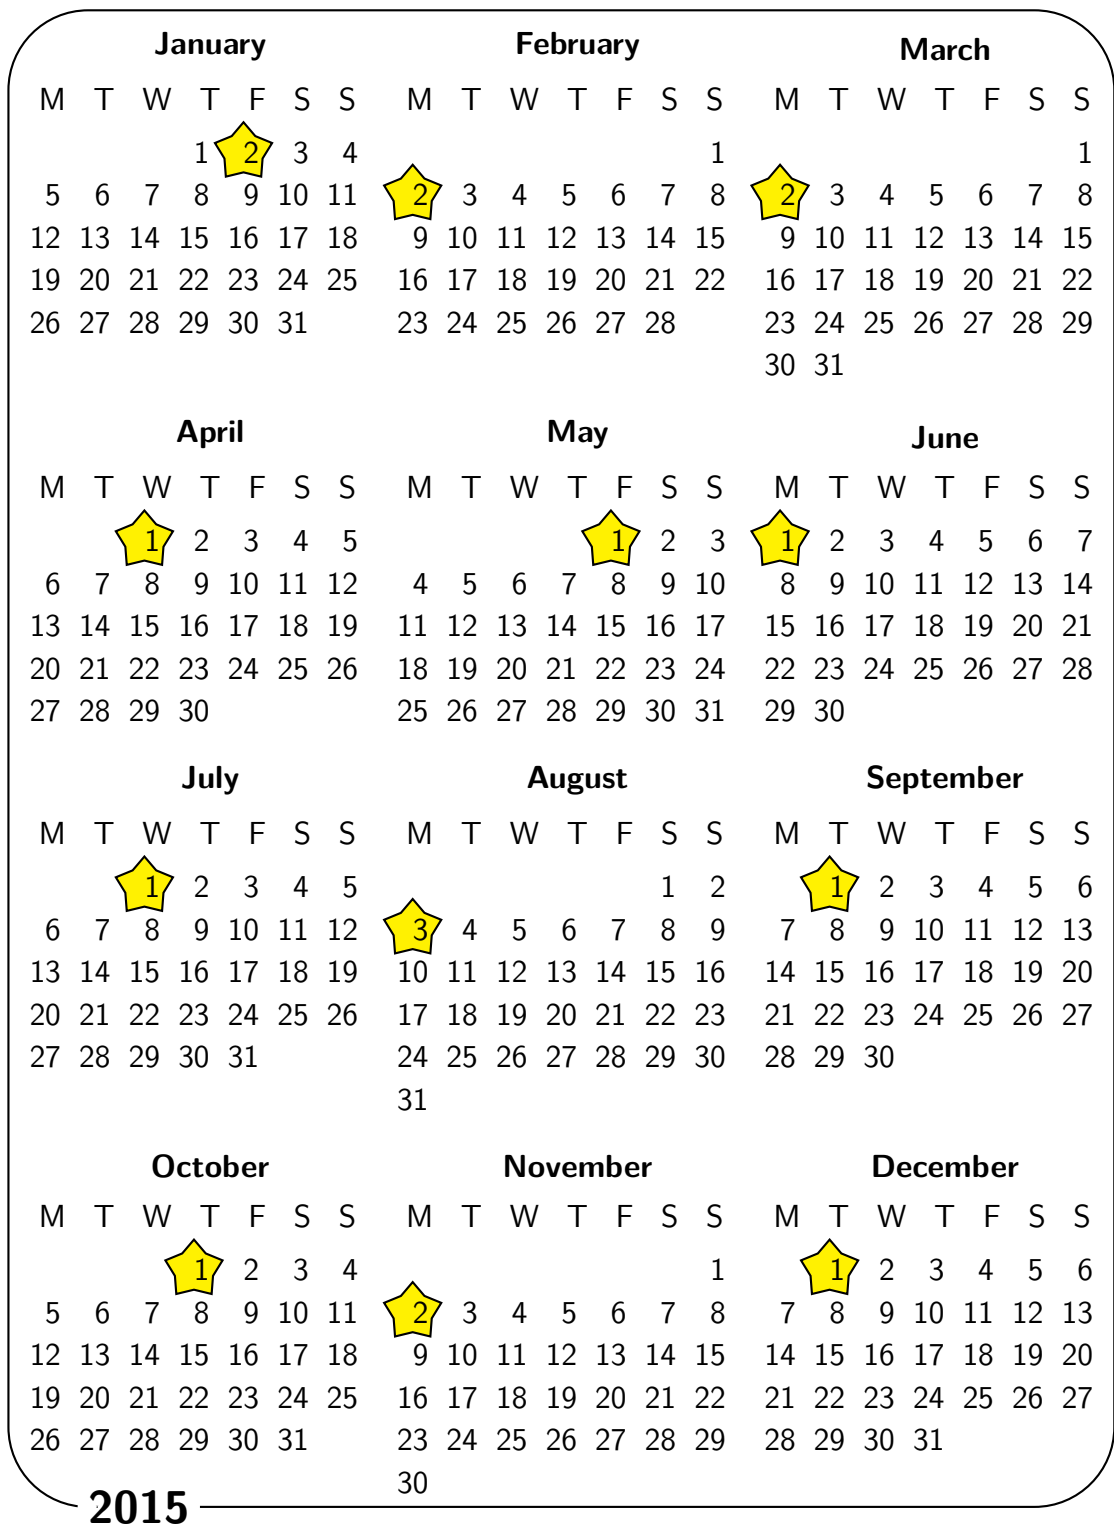 January
M T W T F S S
1 2 3 4
5 6 7 8 9 10 11
12 13 14 15 16 17 18
19 20 21 22 23 24 25
26 27 28 29 30 31
February
M T W T F S S
1
2 3 4 5 6 7 8
9 10 11 12 13 14 15
16 17 18 19 20 21 22
23 24 25 26 27 28
March
M T W T F S S
1
2 3 4 5 6 7 8
9 10 11 12 13 14 15
16 17 18 19 20 21 22
23 24 25 26 27 28 29
30 31
April
M T W T F S S
1 2 3 4 5
6 7 8 9 10 11 12
13 14 15 16 17 18 19
20 21 22 23 24 25 26
27 28 29 30
May
M T W T F S S
1 2 3
4 5 6 7 8 9 10
11 12 13 14 15 16 17
18 19 20 21 22 23 24
25 26 27 28 29 30 31
June
M T W T F S S
1 2 3 4 5 6 7
8 9 10 11 12 13 14
15 16 17 18 19 20 21
22 23 24 25 26 27 28
29 30
July
M T W T F S S
1 2 3 4 5
6 7 8 9 10 11 12
13 14 15 16 17 18 19
20 21 22 23 24 25 26
27 28 29 30 31
August
M T W T F S S
1 2
3 4 5 6 7 8 9
10 11 12 13 14 15 16
17 18 19 20 21 22 23
24 25 26 27 28 29 30
31
September
M T W T F S S
1 2 3 4 5 6
7 8 9 10 11 12 13
14 15 16 17 18 19 20
21 22 23 24 25 26 27
28 29 30
October
M T W T F S S
1 2 3 4
5 6 7 8 9 10 11
12 13 14 15 16 17 18
19 20 21 22 23 24 25
26 27 28 29 30 31
November
M T W T F S S
1
2 3 4 5 6 7 8
9 10 11 12 13 14 15
16 17 18 19 20 21 22
23 24 25 26 27 28 29
30
December
M T W T F S S
1 2 3 4 5 6
7 8 9 10 11 12 13
14 15 16 17 18 19 20
21 22 23 24 25 26 27
28 29 30 31
2015